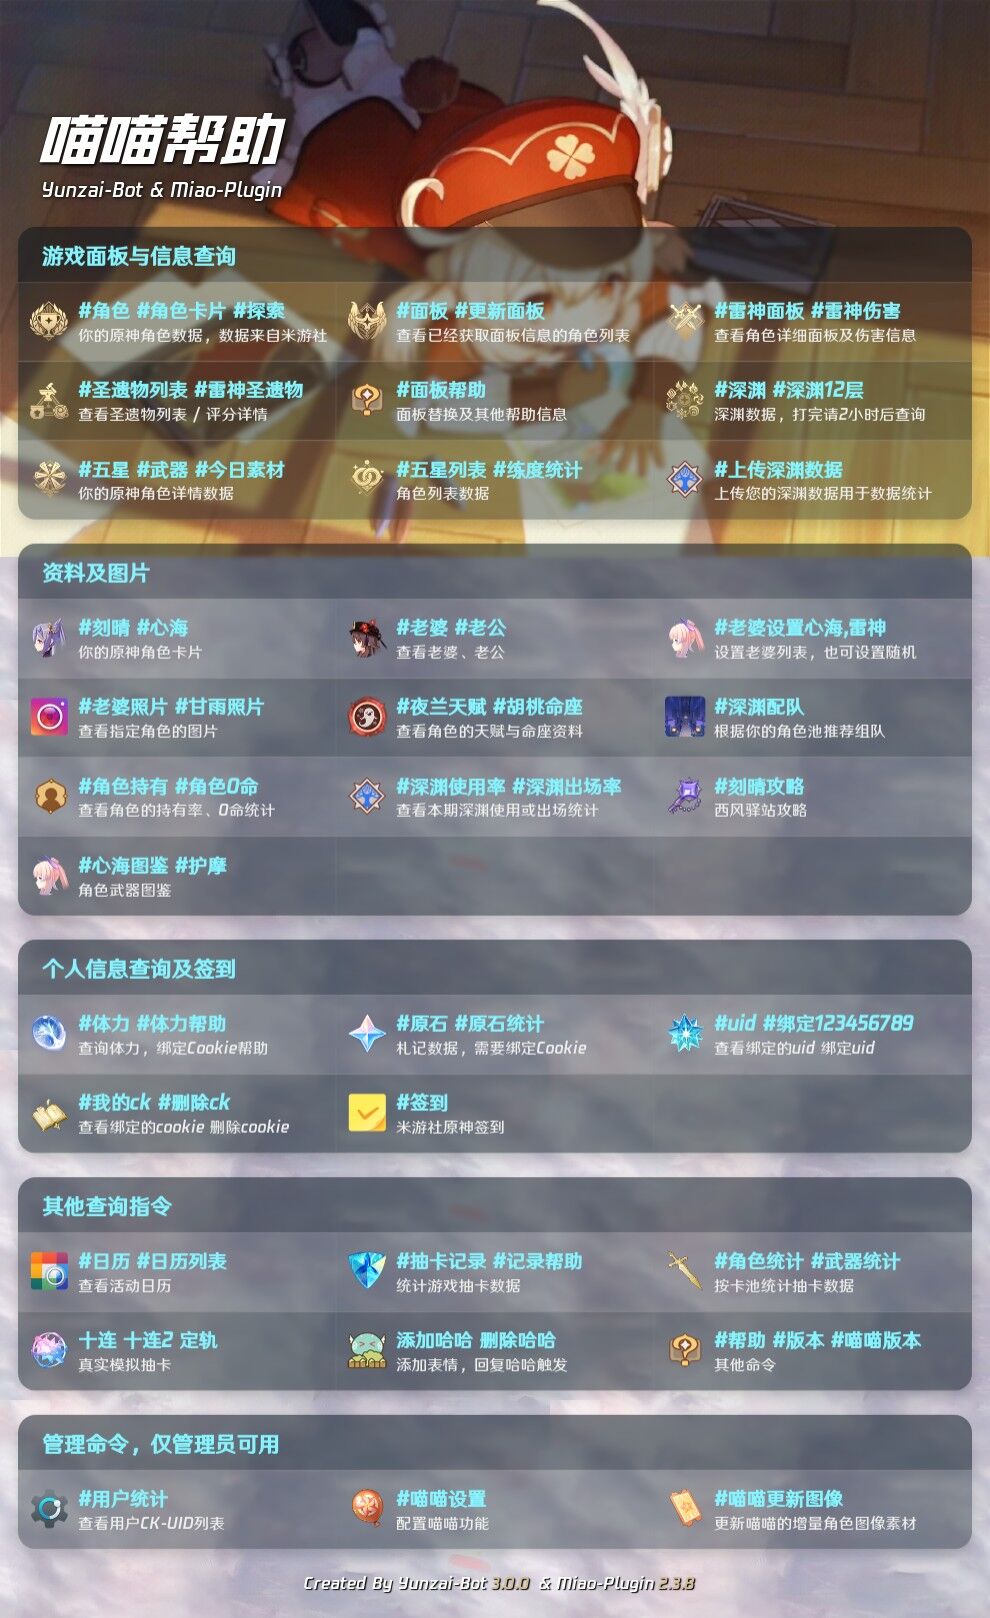 喵喵帮助
Yunzai-Bot & Miao-Plugin
游戏面板与信息查询
#角色 #角色卡片 #探索
你的原神角色数据，数据来自米游社
#面板 #更新面板
查看已经获取面板信息的角色列表
#雷神面板 #雷神伤害
查看角色详细面板及伤害信息
#圣遗物列表 #雷神圣遗物
查看圣遗物列表 / 评分详情
#面板帮助
面板替换及其他帮助信息
#深渊 #深渊12层
深渊数据，打完请2小时后查询
#五星 #武器 #今日素材
你的原神角色详情数据
#五星列表 #练度统计
角色列表数据
#上传深渊数据
上传您的深渊数据用于数据统计
资料及图片
#刻晴 #心海
你的原神角色卡片
#老婆 #老公
查看老婆、老公
#老婆设置心海,雷神
设置老婆列表，也可设置随机
#老婆照片 #甘雨照片
查看指定角色的图片
#夜兰天赋 #胡桃命座
查看角色的天赋与命座资料
#深渊配队
根据你的角色池推荐组队
#角色持有 #角色0命
查看角色的持有率、0命统计
#深渊使用率 #深渊出场率
查看本期深渊使用或出场统计
#刻晴攻略
西风驿站攻略
#心海图鉴 #护摩
角色武器图鉴
个人信息查询及签到
#体力 #体力帮助
查询体力，绑定Cookie帮助
#原石 #原石统计
札记数据，需要绑定Cookie
#uid #绑定123456789
查看绑定的uid 绑定uid
#我的ck #删除ck
查看绑定的cookie 删除cookie
#签到
米游社原神签到
其他查询指令
#日历 #日历列表
查看活动日历
#抽卡记录 #记录帮助
统计游戏抽卡数据
#角色统计 #武器统计
按卡池统计抽卡数据
十连 十连2 定轨
真实模拟抽卡
添加哈哈 删除哈哈
添加表情，回复哈哈触发
#帮助 #版本 #喵喵版本
其他命令
管理命令，仅管理员可用
#用户统计
查看用户CK-UID列表
#喵喵设置
配置喵喵功能
#喵喵更新图像
更新喵喵的增量角色图像素材
Created By Yunzai-Bot 3.0.0 & Miao-Plugin 2.3.8